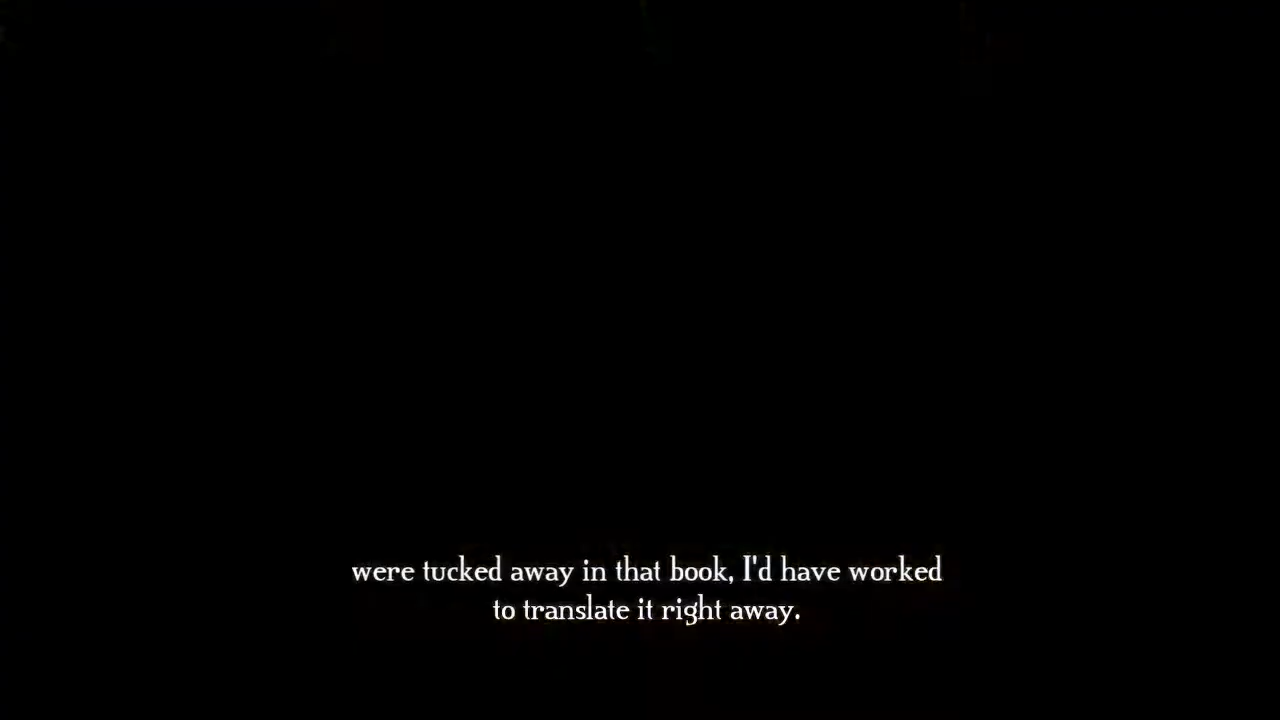 were tucked away in that book, I'd have worked
to translate it right away.